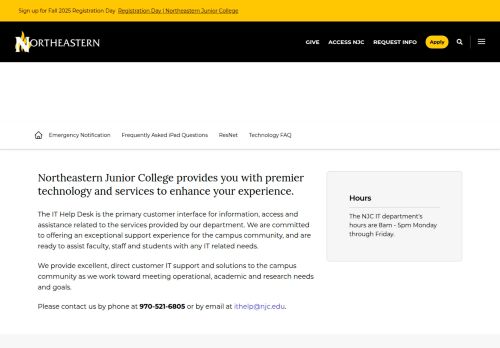 Sign up for Fall 2025 Registration Day Registration Day I Northeastern Junior College
NORTHEASTERN
GIVE ACCESS NJC REQUEST INFO Apply
Emergency Notification Frequently Asked iPad Questions ResNet Technology FAQ
Northeastern Junior College provides you with premier
technology and services to enhance your experience.
The IT Help Desk is the primary customer interface for information, access and
assistance related to the services provided by our department. We are committed
to offering an exceptional support experience for the campus community, and are
ready to assist faculty, staff and students with any IT related needs.
We provide excellent, direct customer IT support and solutions to the campus
community as we work toward meeting operational, academic and research needs
and goals.
Please contact us by phone at 970-521-6805 or by email at ithelp@njc.edu.
Hours
The NJC IT department's
hours are 8am - 5pm Monday
through Friday.